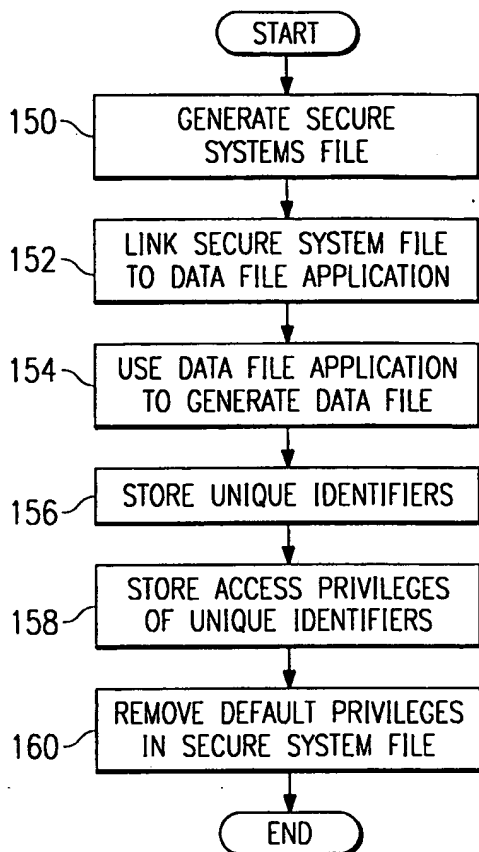 START
150
GENERATE SECURE
SYSTEMS FILE
152
LINK SECURE SYSTEM FILE
TO DATA FILE APPLICATION
154
USE DATA FILE APPLICATION
TO GENERATE DATA FILE
156
STORE UNIQUE IDENTIFIERS
158
STORE ACCESS PRIVILEGES
OF UNIQUE IDENTIFIERS
160
REMOVE DEFAULT PRIVILEGES
IN SECURE SYSTEM FILE
END